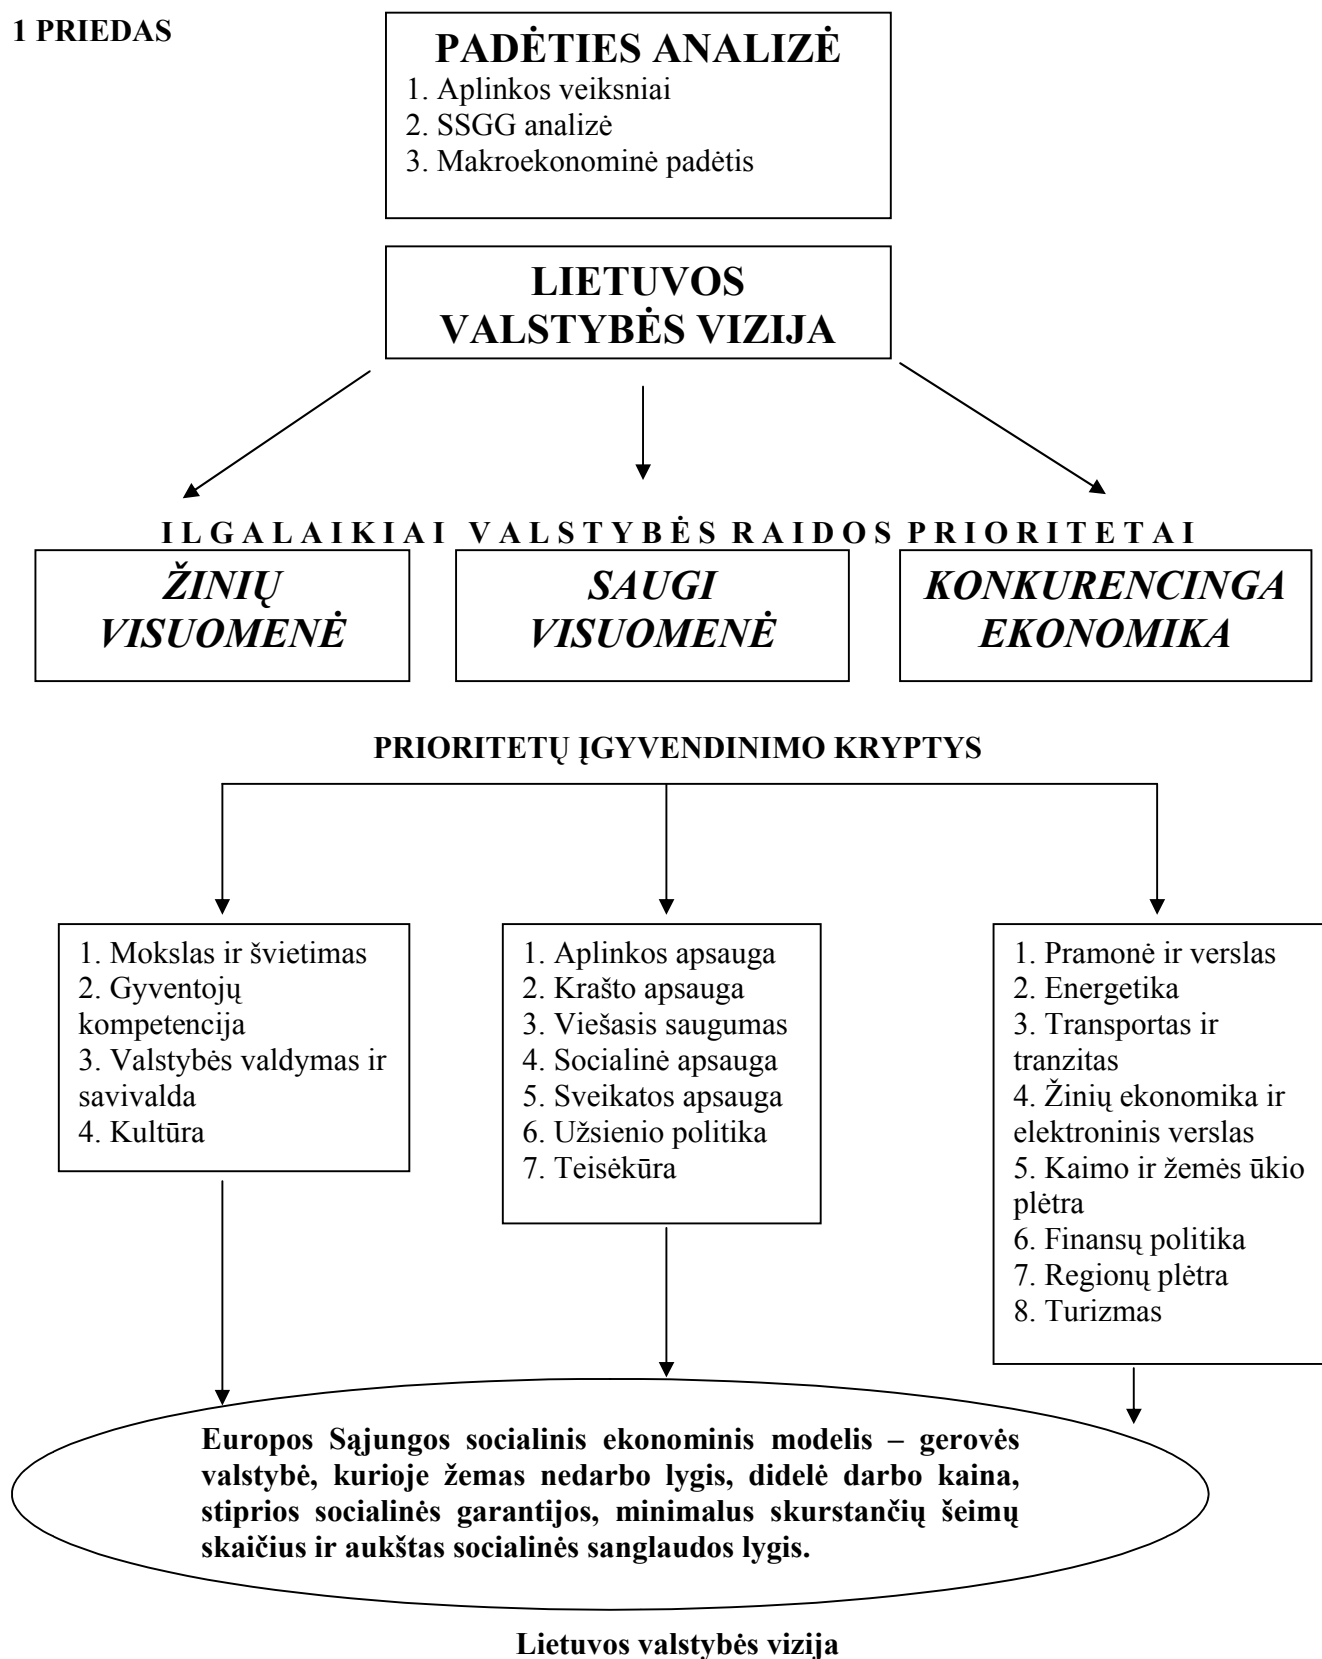 1 PRIEDAS
PADĖTIES ANALIZĖ
1. Aplinkos veiksniai
2. SSGG analizė
3. Makroekonominė padėtis
LIETUVOS
VALSTYBĖS VIZIJA
ILGALAIKIAI VALSTYBĖS RAIDOS PRIORITETAI
ŽINIŲ
VISUOMENĖ
SAUGI
VISUOMENĖ
KONKURENCINGA
EKONOMIKA
PRIORITETŲ ĮGYVENDINIMO KRYPTYS
1. Mokslas ir švietimas
2. Gyventojų
kompetencija
3. Valstybės valdymas ir
savivalda
4. Kultūra
1. Aplinkos apsauga
2. Krašto apsauga
3. Viešasis saugumas
4. Socialinė apsauga
5. Sveikatos apsauga
6. Užsienio politika
7. Teisėkūra
1. Pramonė ir verslas
2. Energetika
3. Transportas ir
tranzitas
4. Žinių ekonomika ir
elektroninis verslas
5. Kaimo ir žemės ūkio
plėtra
6. Finansų politika
7. Regionų plėtra
8. Turizmas
Europos Sąjungos socialinis ekonominis modelis – gerovės
valstybė, kurioje žemas nedarbo lygis, didelė darbo kaina,
stiprios socialinės garantijos, minimalus skurstančių šeimų
skaičius ir aukštas socialinės sanglaudos lygis.
Lietuvos valstybės vizija